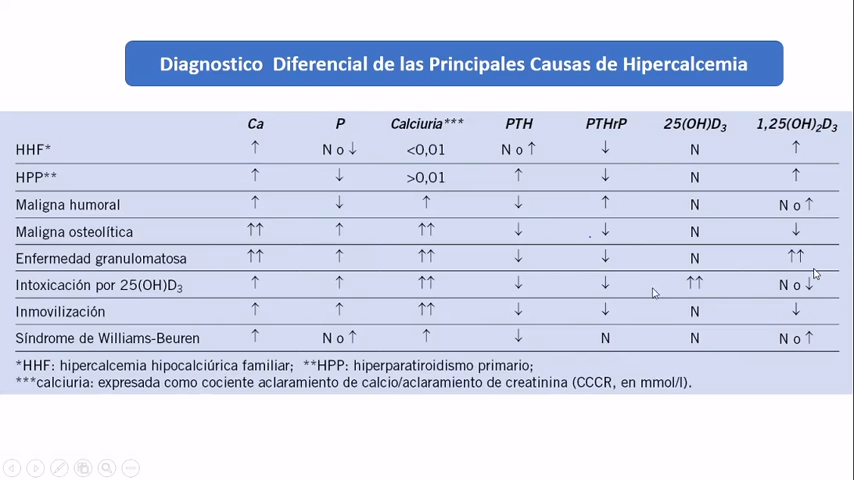 Diagnostico Diferencial de las Principales Causas de Hipercalcemia
Ca P Calciuria*** PTH PTHrP 25(OH)D₃ 1,25(OH)₂D₃
HHF* ↑ N o ↓ <0,01 N o ↑ ↓ N ↑
HPP** ↑ ↓ >0,01 ↑ ↓ N ↑
Maligna humoral ↑ ↓ ↑ ↓ ↑ N N o ↑
Maligna osteolítica ↑↑ ↑ ↑↑ ↓ ↓ N ↓
Enfermedad granulomatosa ↑↑ ↑ ↑↑ ↓ ↓ N ↑↑
Intoxicación por 25(OH)D₃ ↑ ↑ ↑↑ ↓ ↓ ↑↑ N o ↓
Inmovilización ↑ ↑ ↑↑ ↓ ↓ N ↓
Síndrome de Williams-Beuren ↑ N o ↑ ↑ ↓ N N N o ↑
*HHF: hipercalcemia hipocalciúrica familiar; **HPP: hiperparatiroidismo primario;
***calciuria: expresada como cociente aclaramiento de calcio/aclaramiento de creatinina (CCCR, en mmol/l).